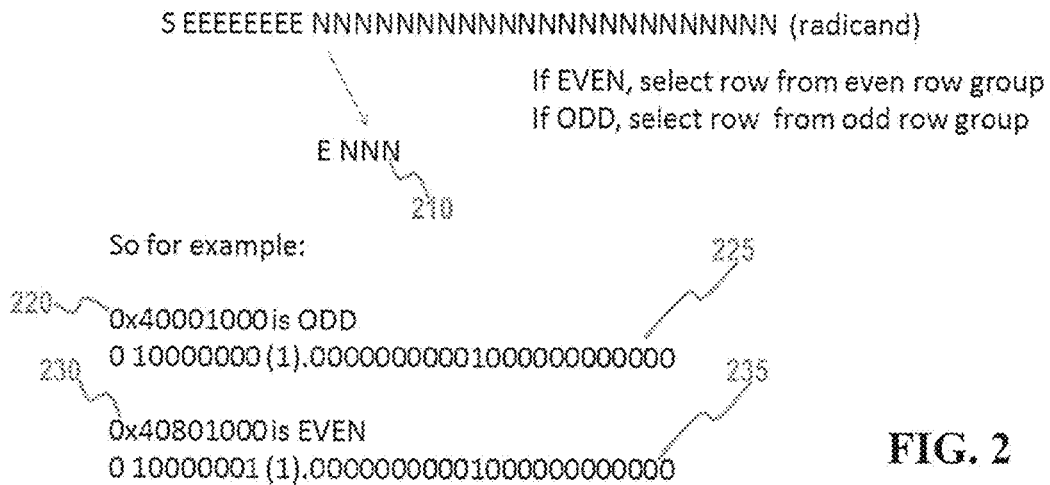 S EEEEEEEE NNNNNNNNNNNNNNNNNNNNNNN (radicand)
If EVEN, select row from even row group
If ODD, select row from odd row group
E NNN
210
So for example:
225
220
0x40001000 is ODD
0 10000000 (1).00000000001000000000000
230
235
0x40801000 is EVEN
0 10000001 (1).00000000001000000000000
FIG. 2